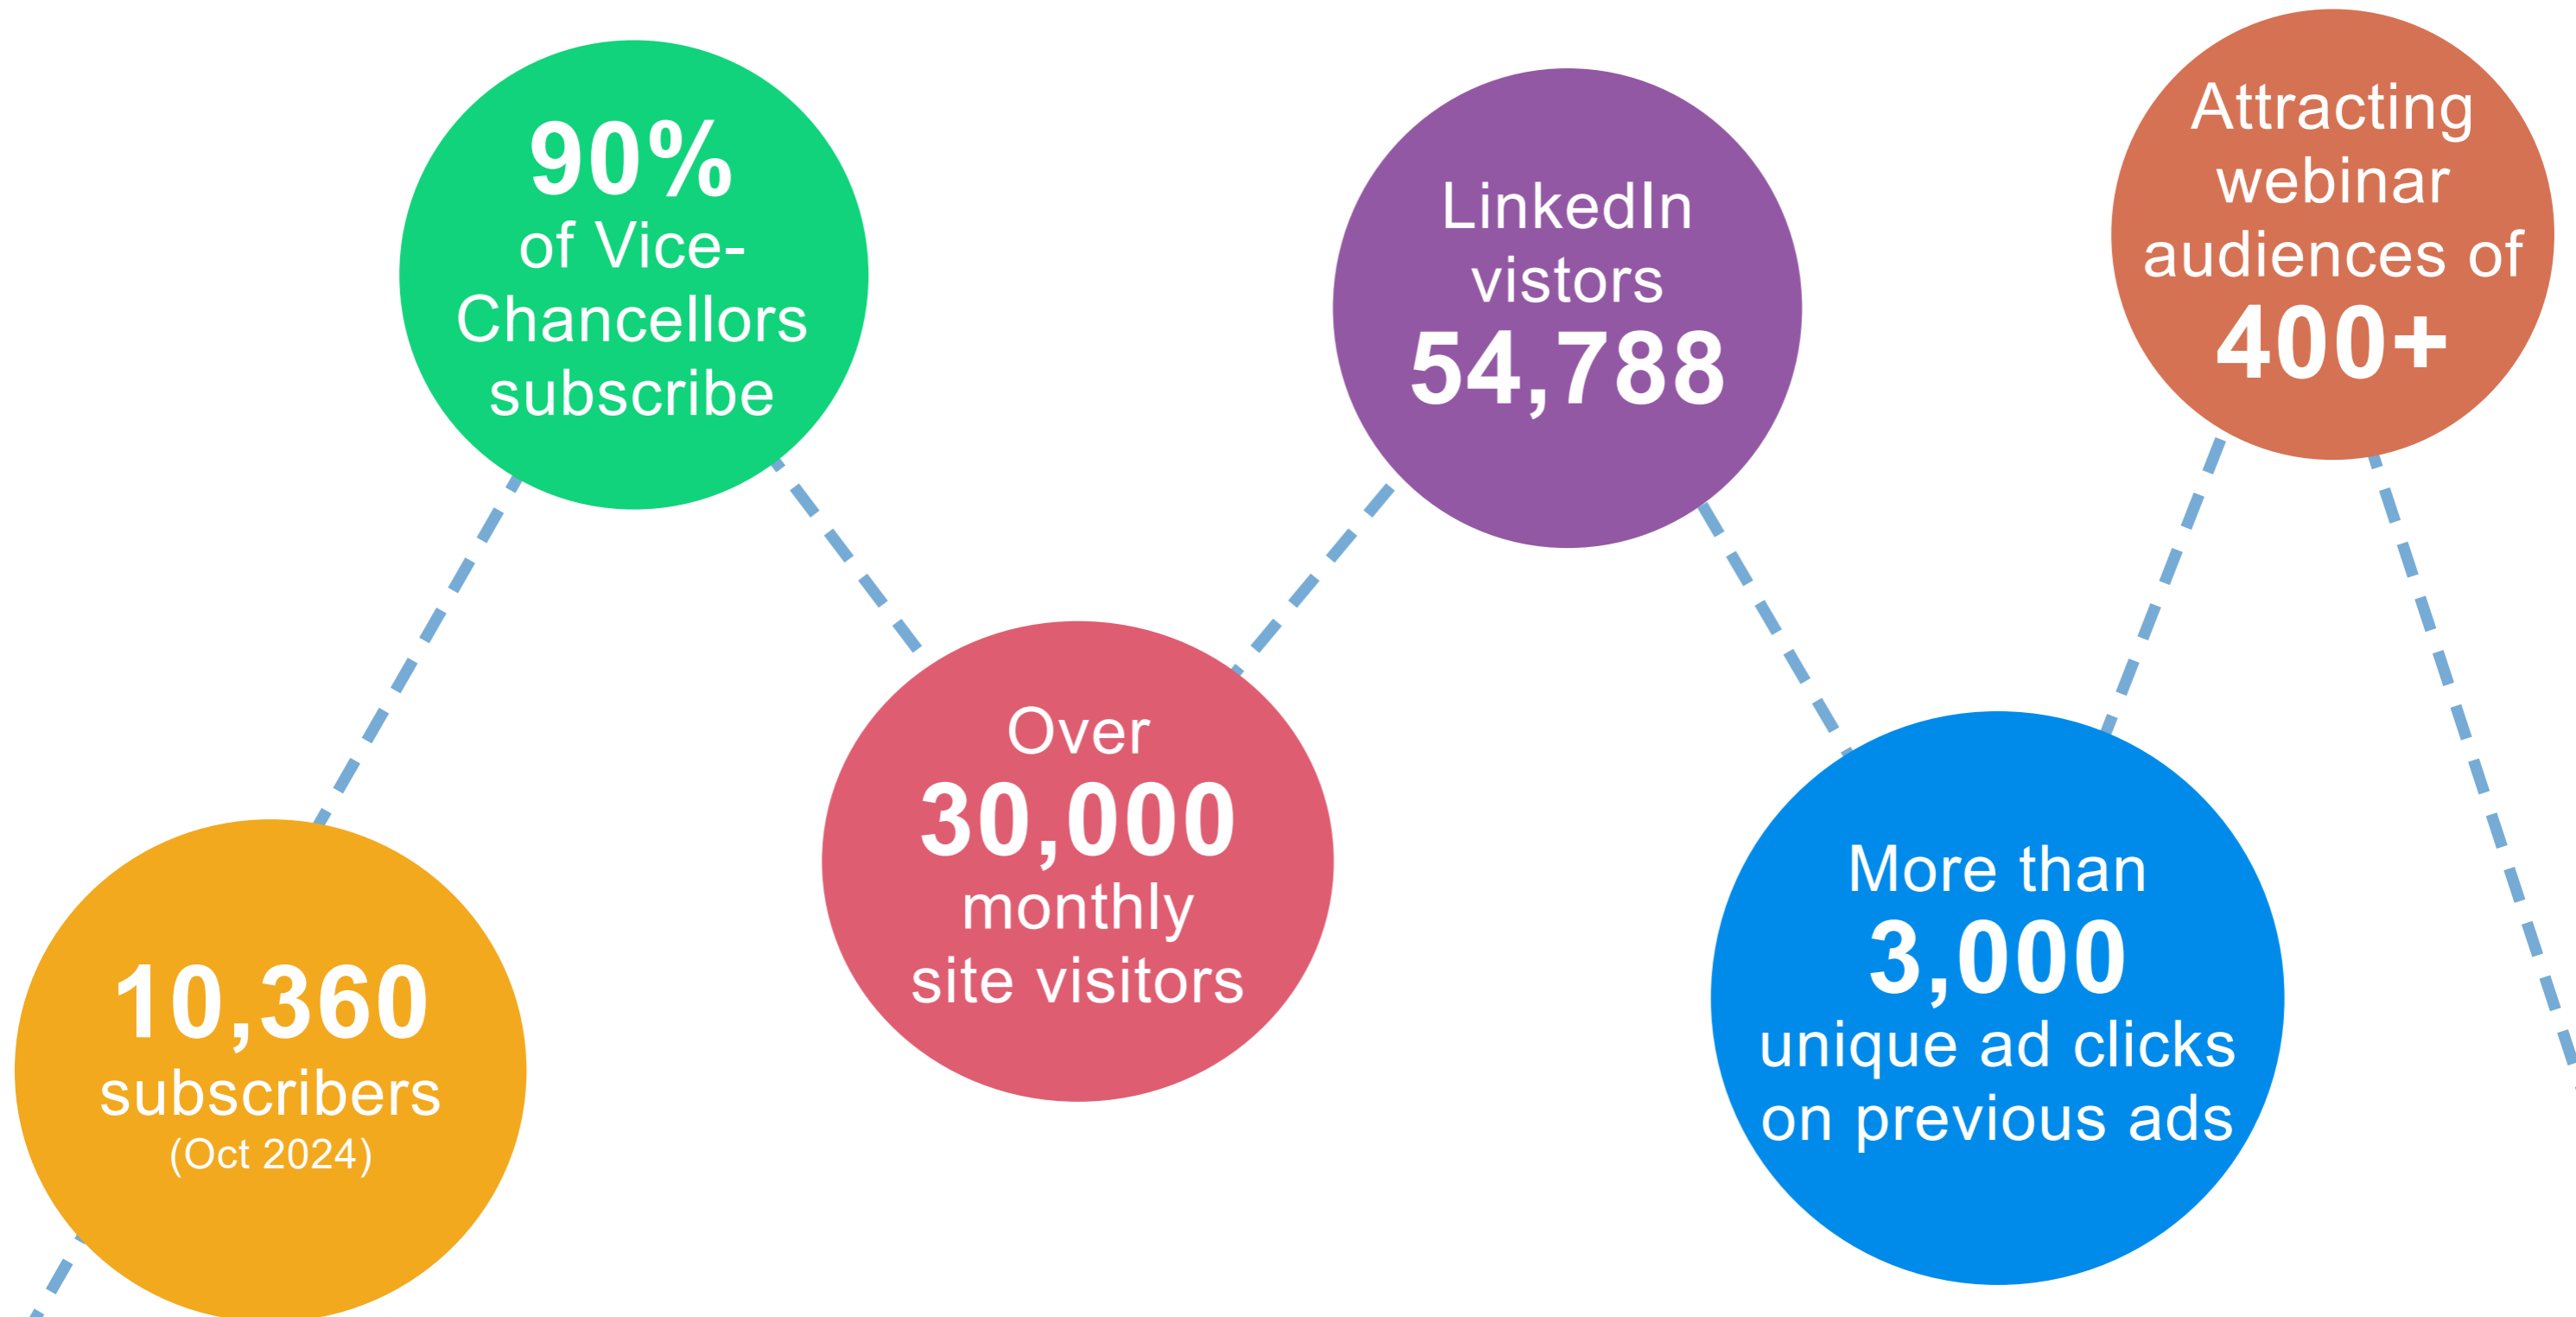 90%
of Vice-
Chancellors
subscribe
LinkedIn
vistors
54,788
Attracting
webinar
audiences of
400+
10,360
subscribers
(Oct 2024)
Over
30,000
monthly
site visitors
More than
3,000
unique ad clicks
on previous ads